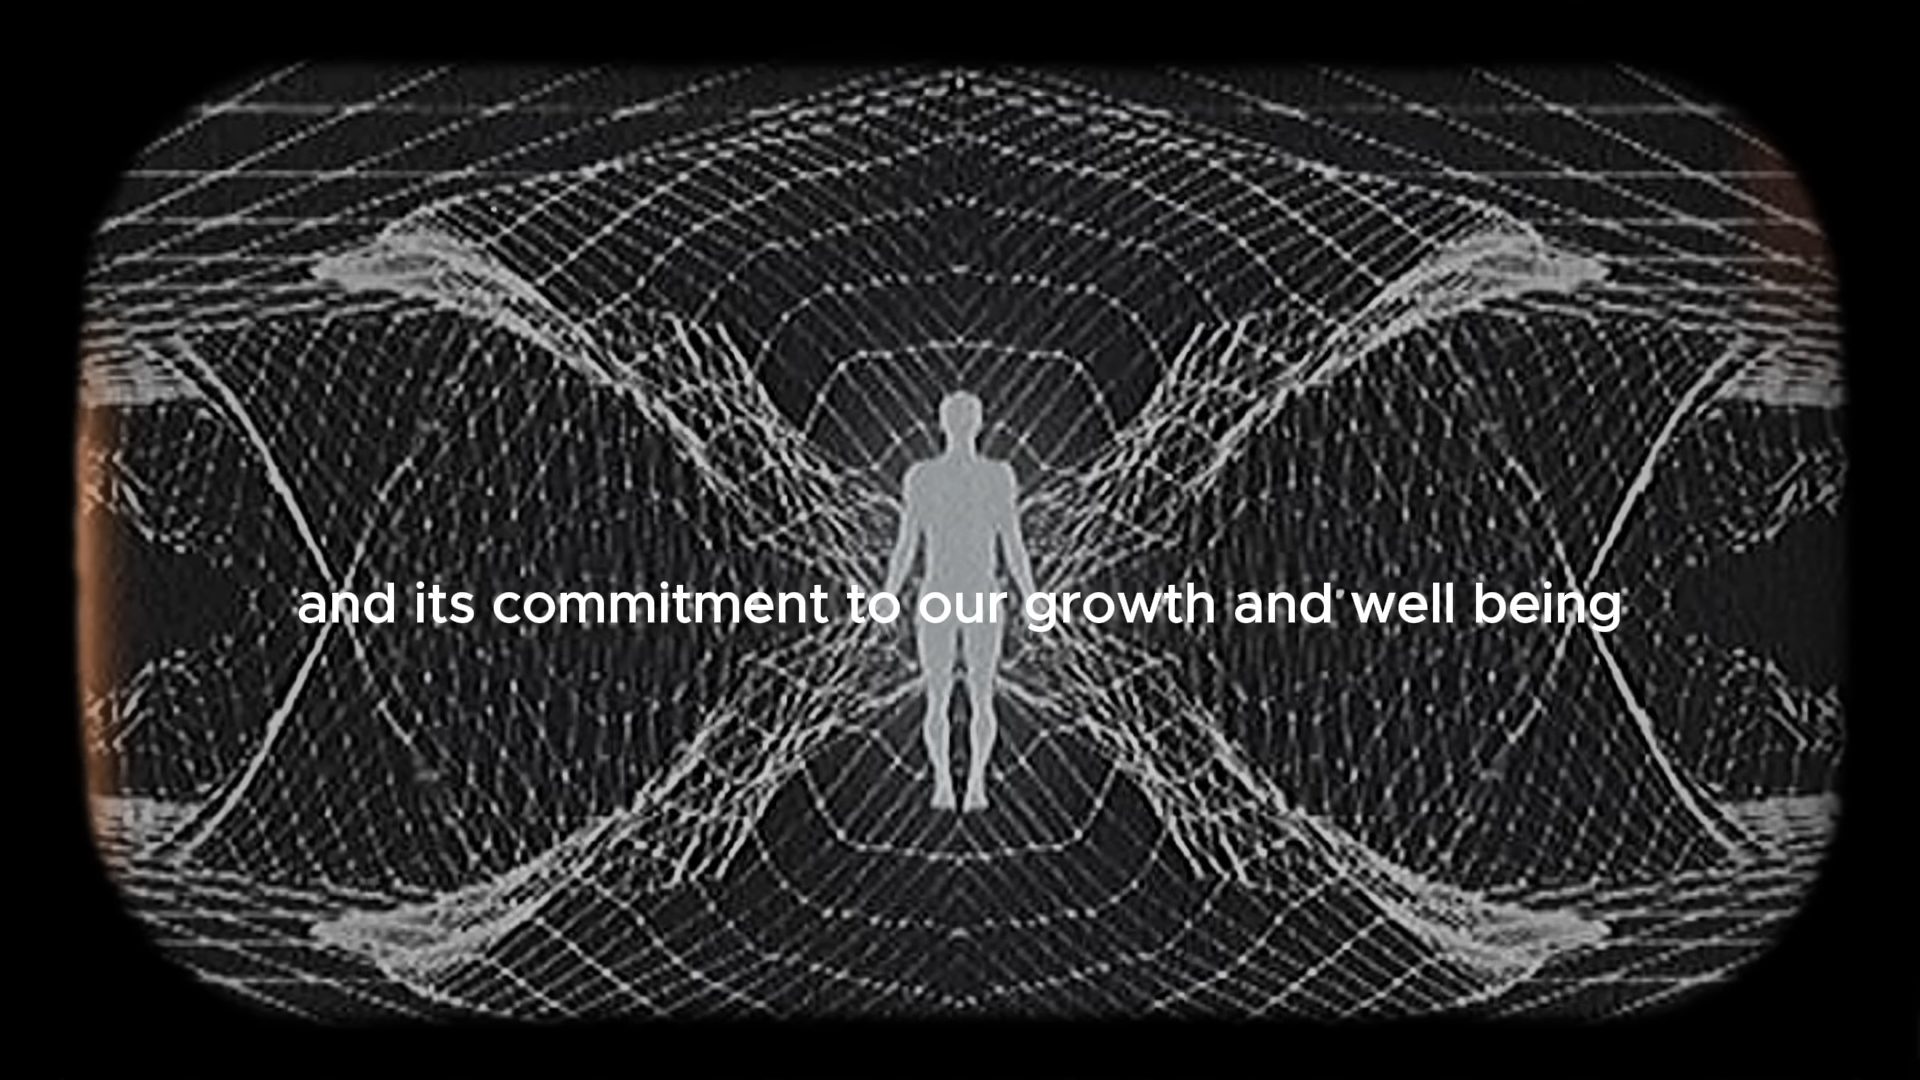 and its commitment to our growth and well being